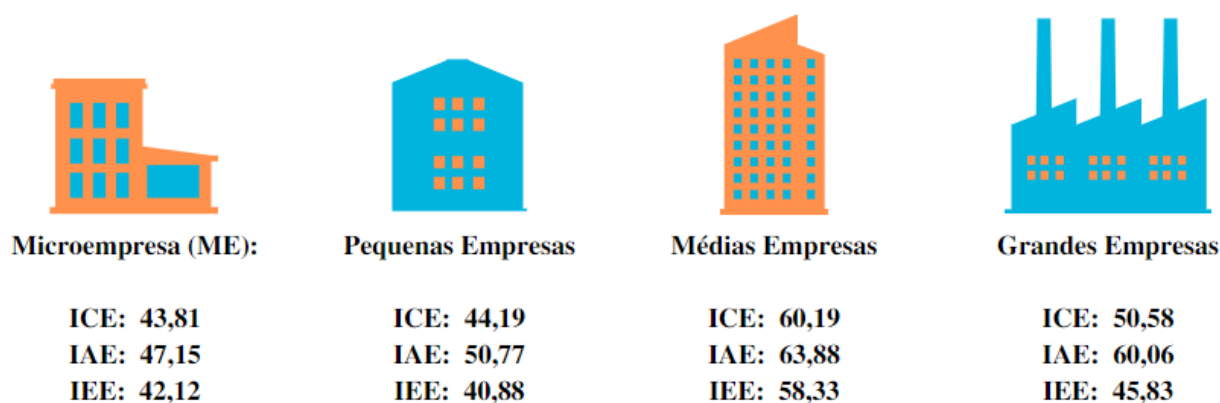 Microempresa (ME):
ICE: 43,81
IAE: 47,15
IEE: 42,12
Pequenas Empresas
ICE: 44,19
IAE: 50,77
IEE: 40,88
Médias Empresas
ICE: 60,19
IAE: 63,88
IEE: 58,33
Grandes Empresas
ICE: 50,58
IAE: 60,06
IEE: 45,83